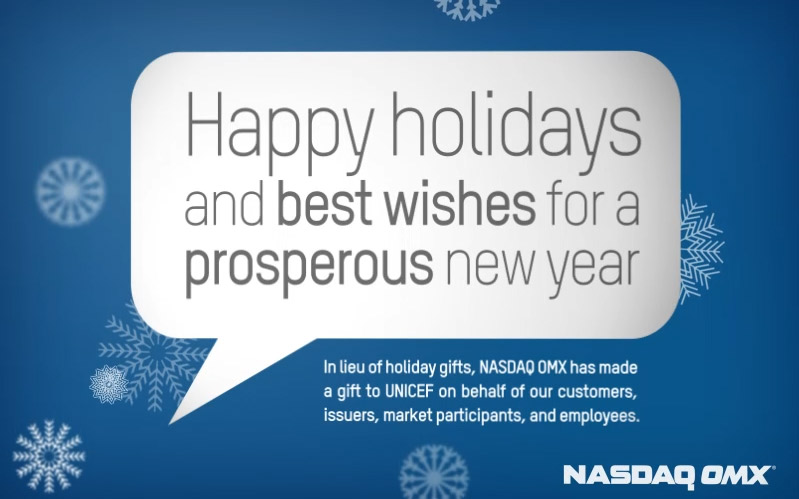 Happy holidays
and best wishes for a
prosperous new year
In lieu of holiday gifts, NASDAQ OMX has made
a gift to UNICEF on behalf of our customers,
issuers, market participants, and employees.
NASDAQ OMX®